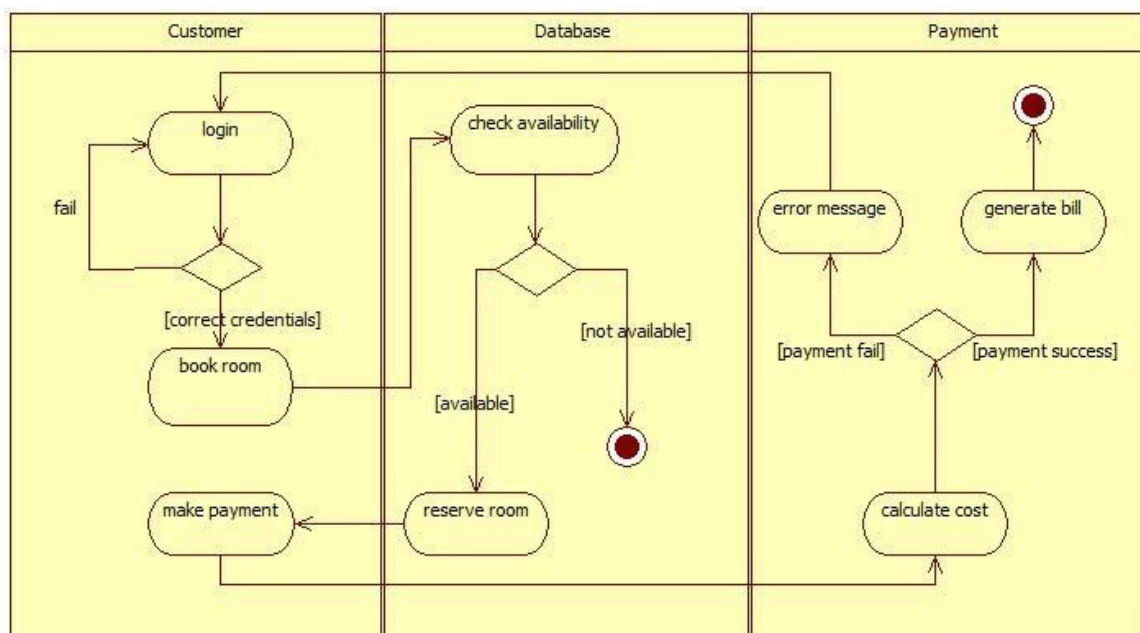 Customer
Database
Payment
login
check availability
fail
error message
generate bill
[correct credentials]
[not available]
[payment fail]
[payment success]
book room
[available]
make payment
reserve room
calculate cost